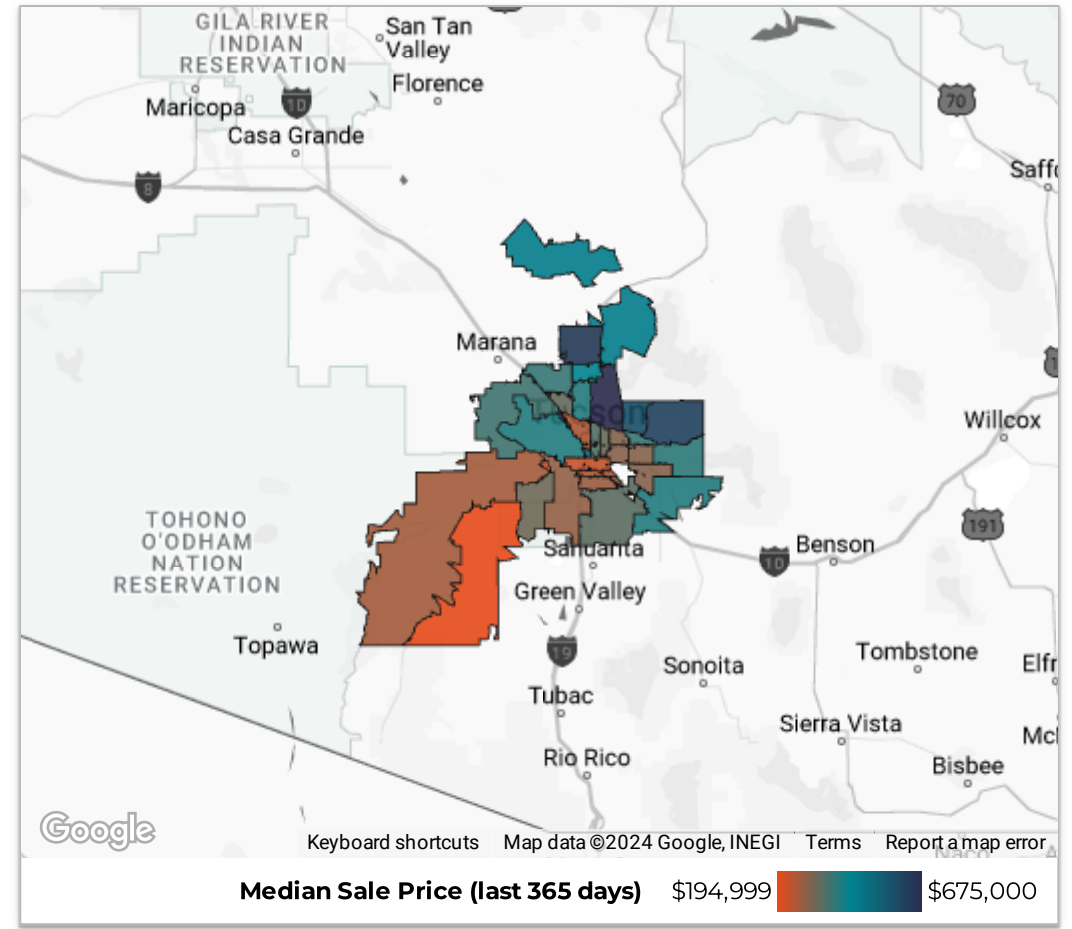 GILA RIVER
INDIAN
RESERVATION
San Tan
Valley
Florence
Maricopa
10
Casa Grande
70
8
Marana
Tucson
Willcox
191
TOHONO
O'ODHAM
NATION
RESERVATION
Sahuarita
10
Benson
Green Valley
Topawa
19
Sonoita
Tombstone
Tubac
Sierra Vista
Rio Rico
Bisbee
Google
Keyboard shortcuts
Map data ©2024 Google, INEGI
Terms
Report a map error
Naco
Median Sale Price (last 365 days)
$194,999
$675,000